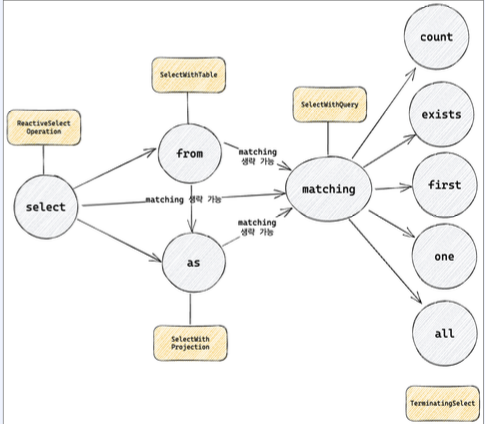 count
SelectWithTable
SelectWithQuery
exists
ReactiveSelect
Operation
from
matching
생략 가능
first
select
matching 생략 가능
matching
matching
생략 가능
one
as
all
SelectWith
Projection
TerminatingSelect